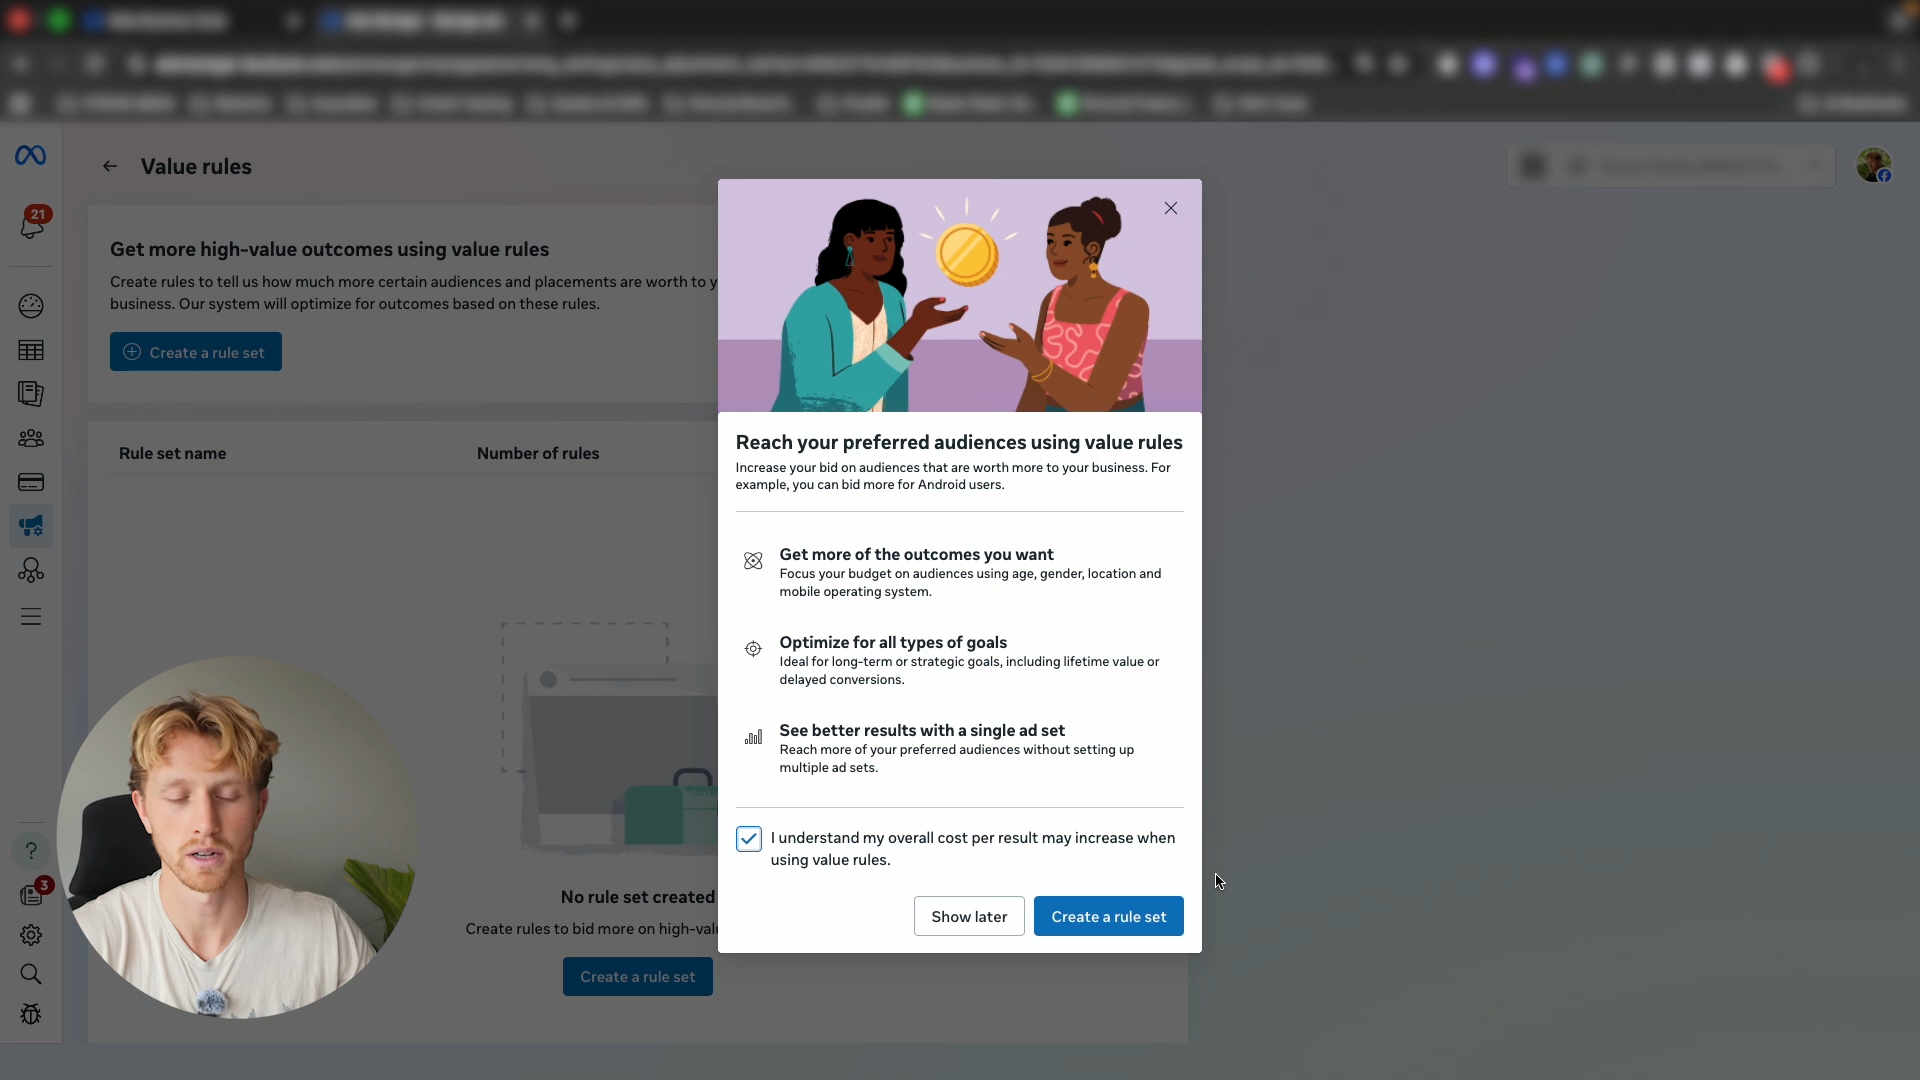 Value rules
21
Get more high-value outcomes using value rules
Create rules to tell us how much more certain audiences and placements are worth to y
business. Our system will optimize for outcomes based on these rules.
Create a rule set
Rule set name
Number of rules
No rule set created
Create rules to bid more on high-valu
Create a rule set
?
3
Reach your preferred audiences using value rules
Increase your bid on audiences that are worth more to your business. For
example, you can bid more for Android users.
Get more of the outcomes you want
Focus your budget on audiences using age, gender, location and
mobile operating system.
Optimize for all types of goals
Ideal for long-term or strategic goals, including lifetime value or
delayed conversions.
See better results with a single ad set
Reach more of your preferred audiences without setting up
multiple ad sets.
I understand my overall cost per result may increase when
using value rules.
Show later
Create a rule set